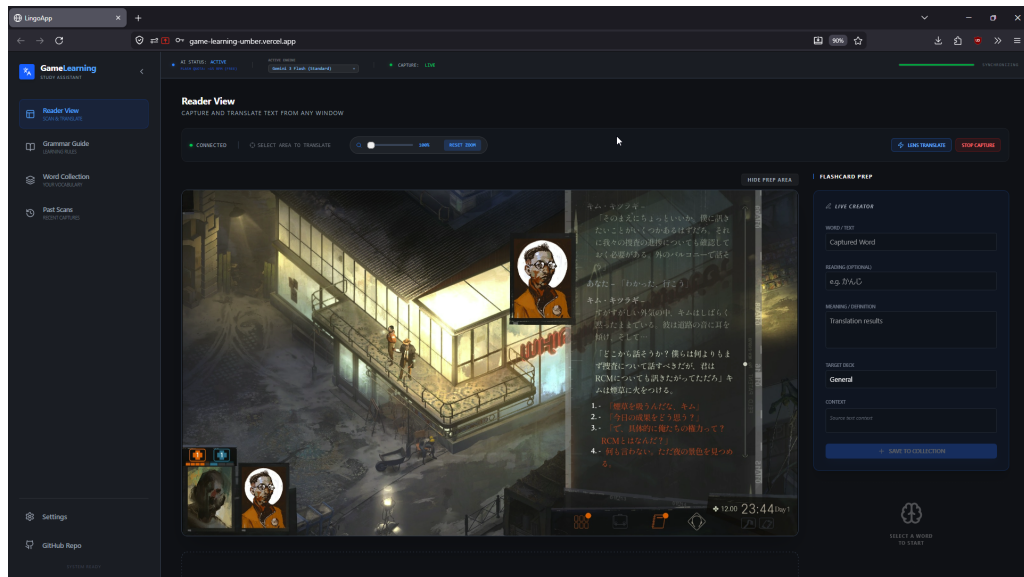 LingoApp
game-learning-umber.vercel.app
90%
GameLearning
STUDY ASSISTANT
AI STATUS: ACTIVE
ACTIVE ENGINE
Gemini 3 Flash (Standard)
CAPTURE: LIVE
SYNCHRONIZING
Reader View
SCAN & TRANSLATE
Grammar Guide
LEARNING RULES
Word Collection
YOUR VOCABULARY
Past Scans
RECENT CAPTURES
Settings
GitHub Repo
Reader View
CAPTURE AND TRANSLATE TEXT FROM ANY WINDOW
CONNECTED
SELECT AREA TO TRANSLATE
100%
RESET ZOOM
LENS TRANSLATE
STOP CAPTURE
HIDE PREP AREA
キム・キツラギ –
「そのまえにちょっといいか。僕に訊き
たいことがいくつかあるはずだろ。それ
に我々の捜査の進捗についても確認して
おく必要がある。外のバルコニーで話そ
う」
あなた –「わかった。行こう」
キム・キツラギ –
すがすがしい外気の中、キムはしばらく
黙ったままでいる。彼は道路の音に耳を
傾け、そして…
「どこから話そうか？僕らは何よりもま
ず捜査について話すべきだが、君は
RCMについても訊きたがってただろ」キ
ムは煙草に火をつける。
1. -「煙草を吸うんだな、キム」
2. -「今日の成果をどう思う？」
3. -「で、具体的に俺たちの権力って？
RCMとはなんだ？」
4. - 何も言わない。ただ夜の景色を見つめ
る。
12.00 23:44 Day 1
FLASHCARD PREP
LIVE CREATOR
WORD / TEXT
Captured Word
READING (OPTIONAL)
e.g. かんじ
MEANING / DEFINITION
Translation results
TARGET DECK
General
CONTEXT
Source text context
SAVE TO COLLECTION
SELECT A WORD
TO START